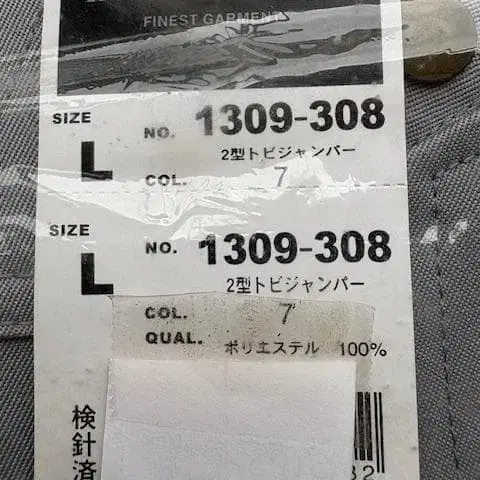 FINEST GARMENT
SIZE
L
NO. 1309-308
2型トビジャンパー
COL. 7
SIZE
L
NO. 1309-308
2型トビジャンパー
COL. 7
QUAL. ポリエステル 100%
検針済
82